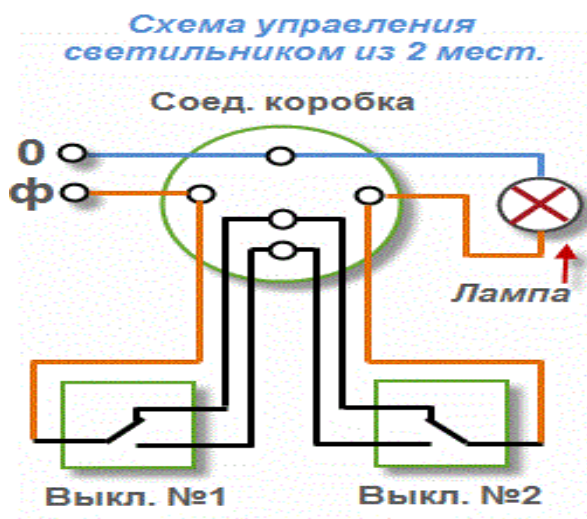 Схема управления
светильником из 2 мест.
Соед. коробка
0
ф
Лампа
Выкл. №1
Выкл. №2